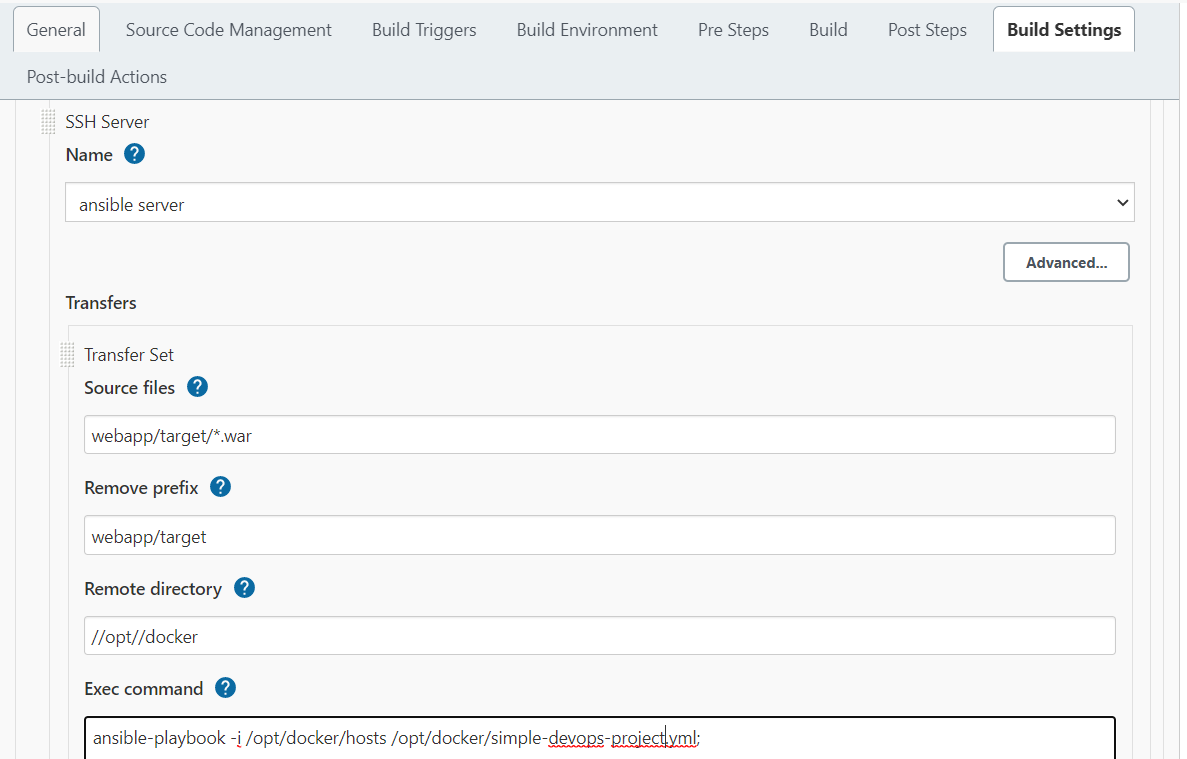 General Source Code Management Build Triggers Build Environment Pre Steps Build Post Steps Build Settings
Post-build Actions
SSH Server
Name ?
ansible server
Advanced...
Transfers
Transfer Set
Source files ?
webapp/target/*.war
Remove prefix ?
webapp/target
Remote directory ?
//opt//docker
Exec command ?
ansible-playbook -i /opt/docker/hosts /opt/docker/simple-devops-project.yml;